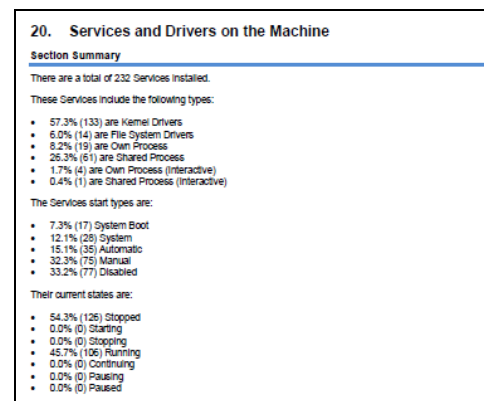 20. Services and Drivers on the Machine
Section Summary
There are a total of 232 Services Installed.
These Services Include the following types:
• 57.3% (133) are Kernel Drivers
• 6.0% (14) are File System Drivers
• 8.2% (19) are Own Process
• 26.3% (61) are Shared Process
• 1.7% (4) are Own Process (Interactive)
• 0.4% (1) are Shared Process (Interactive)
The Services start types are:
• 7.3% (17) System Boot
• 12.1% (28) System
• 15.1% (35) Automatic
• 32.3% (75) Manual
• 33.2% (77) Disabled
Their current states are:
• 54.3% (126) Stopped
• 0.0% (0) Starting
• 0.0% (0) Stopping
• 45.7% (106) Running
• 0.0% (0) Continuing
• 0.0% (0) Pausing
• 0.0% (0) Paused